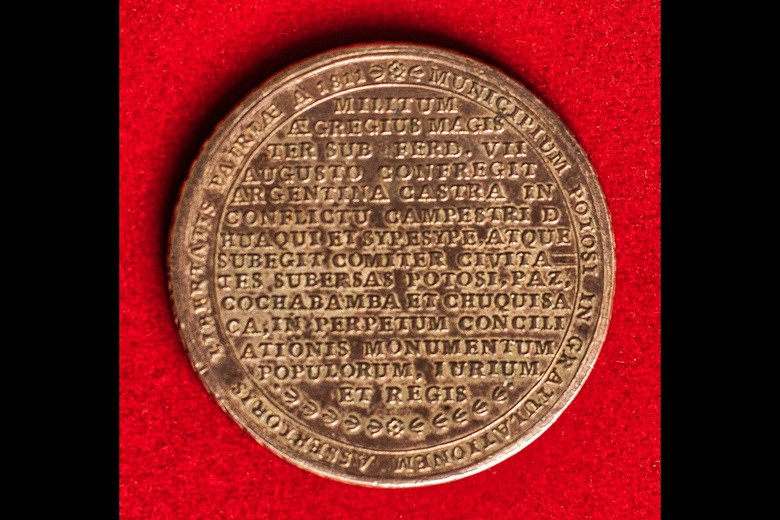 MUNICIPIUM POTOSI IN GRATULATIONEM ASSERTORIS LIBERTATIS PATRIÆ A 1811
MILITUM
ÆGREGIUS MAGIS
TER SUB FERD. VII
AUGUSTO CONFREGIT
ARGENTINA CASTRA IN
CONFLICTU CAMPESTRI D
HUAQUI ET SYPESYPE, ATQUE
SUBEGIT COMITER CIVITA—
TES SUBERSAS POTOSI, PAZ,
COCHABAMBA ET CHUQUISA
CA, IN PERPETUM CONCILI
ATIONIS MONUMENTUM
POPULORUM, IURIUM
ET REGIS